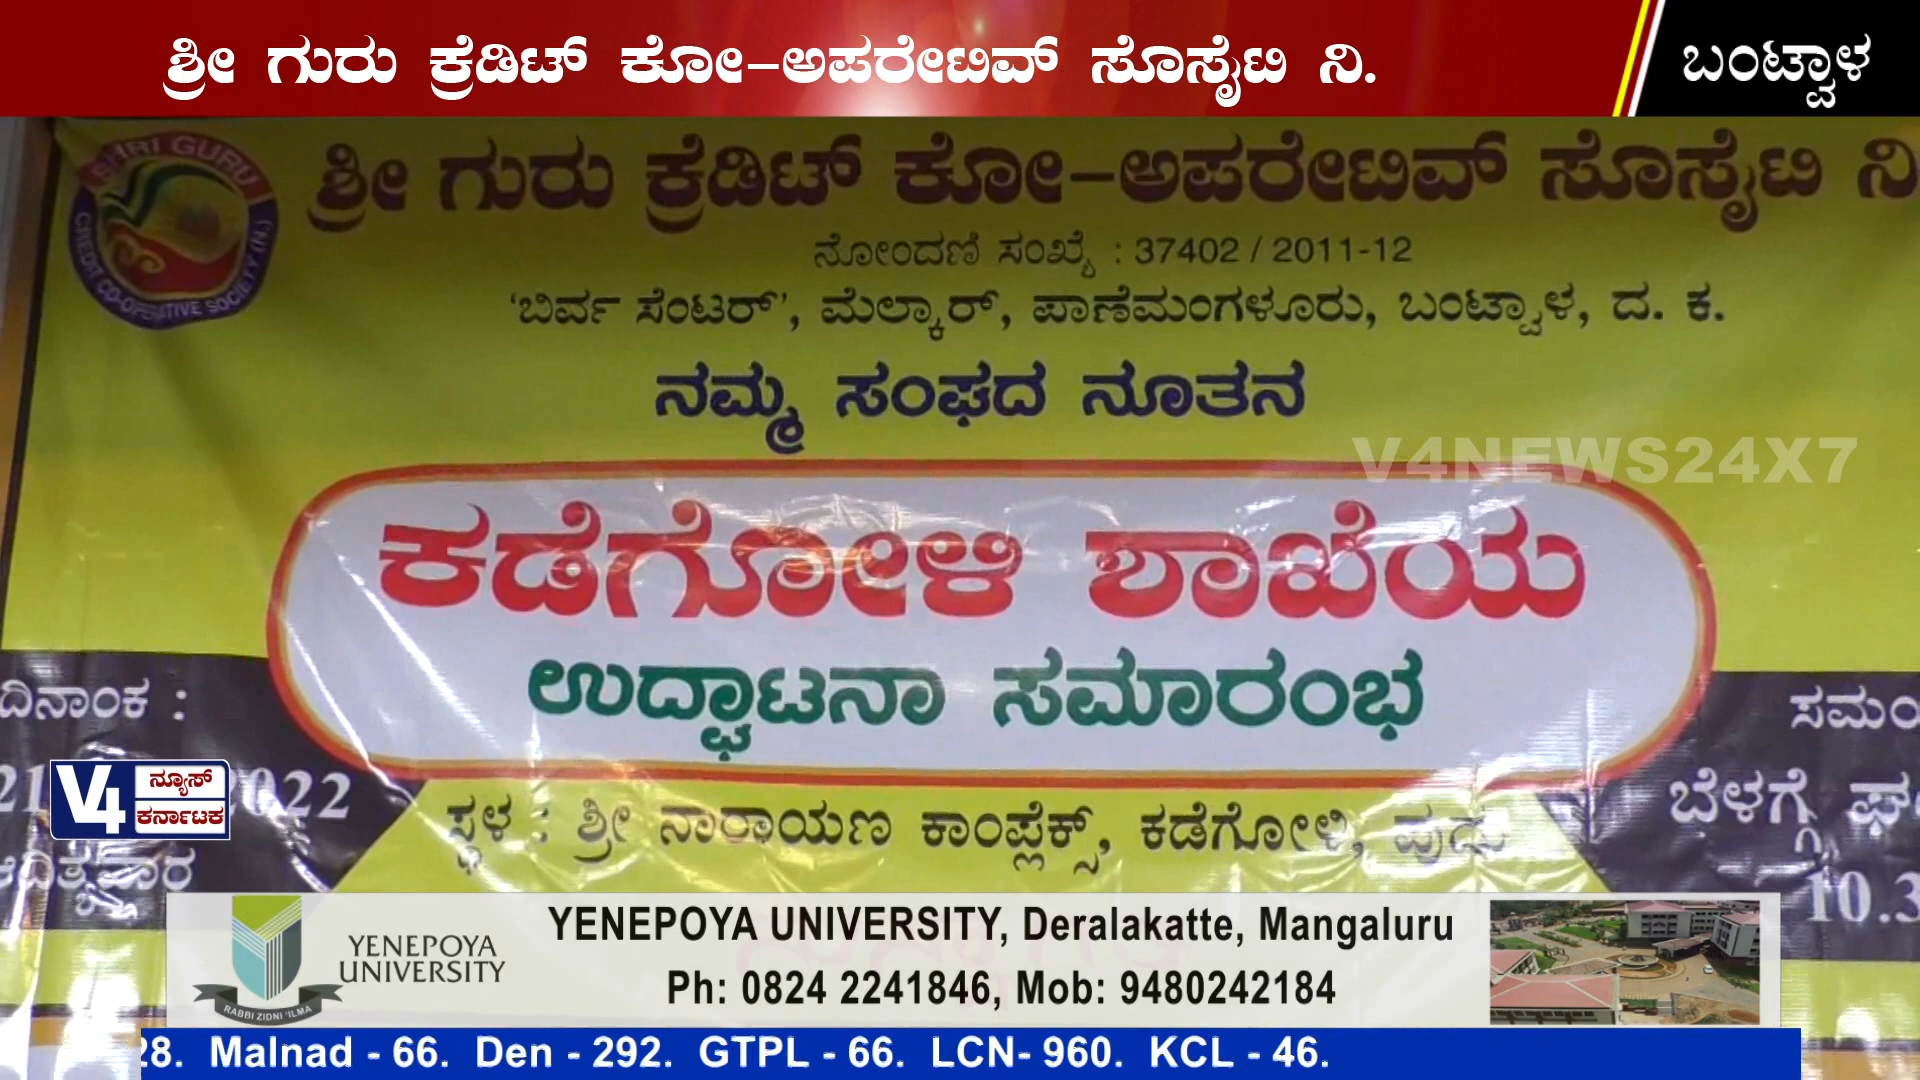 ಶ್ರೀ ಗುರು ಕ್ರೆಡಿಟ್ ಕೋ-ಅಪರೇಟಿವ್ ಸೊಸೈಟಿ ನಿ.
ಬಂಟ್ವಾಳ
SHRI GURU
CREDIT CO-OPERATIVE SOCIETY (N.)
ಶ್ರೀ ಗುರು ಕ್ರೆಡಿಟ್ ಕೋ-ಅಪರೇಟಿವ್ ಸೊಸೈಟಿ ನಿ
ನೋಂದಣಿ ಸಂಖ್ಯೆ : 37402 / 2011-12
'ಬಿರ್ವ ಸೆಂಟರ್', ಮೆಲ್ಕಾರ್, ಪಾಣೆಮಂಗಳೂರು, ಬಂಟ್ವಾಳ, ದ. ಕ.
ನಮ್ಮ ಸಂಘದ ನೂತನ
V4NEWS24X7
ಕಡೆಗೋಳಿ ಶಾಖೆಯ
ಉದ್ಘಾಟನಾ ಸಮಾರಂಭ
ದಿನಾಂಕ :
V4 ನ್ಯೂಸ್ ಕರ್ನಾಟಕ
ಬೆಳಗ್ಗೆ
ಸ್ಥಳ : ಶ್ರೀ ನಾರಾಯಣ ಕಾಂಪ್ಲೆಕ್ಸ್, ಕಡೆಗೋಳಿ, ಪುದು
YENEPOYA UNIVERSITY
RABBI ZIDNI 'ILMA
YENEPOYA UNIVERSITY, Deralakatte, Mangaluru
Ph: 0824 2241846, Mob: 9480242184
28. Malnad - 66. Den - 292. GTPL - 66. LCN- 960. KCL - 46.